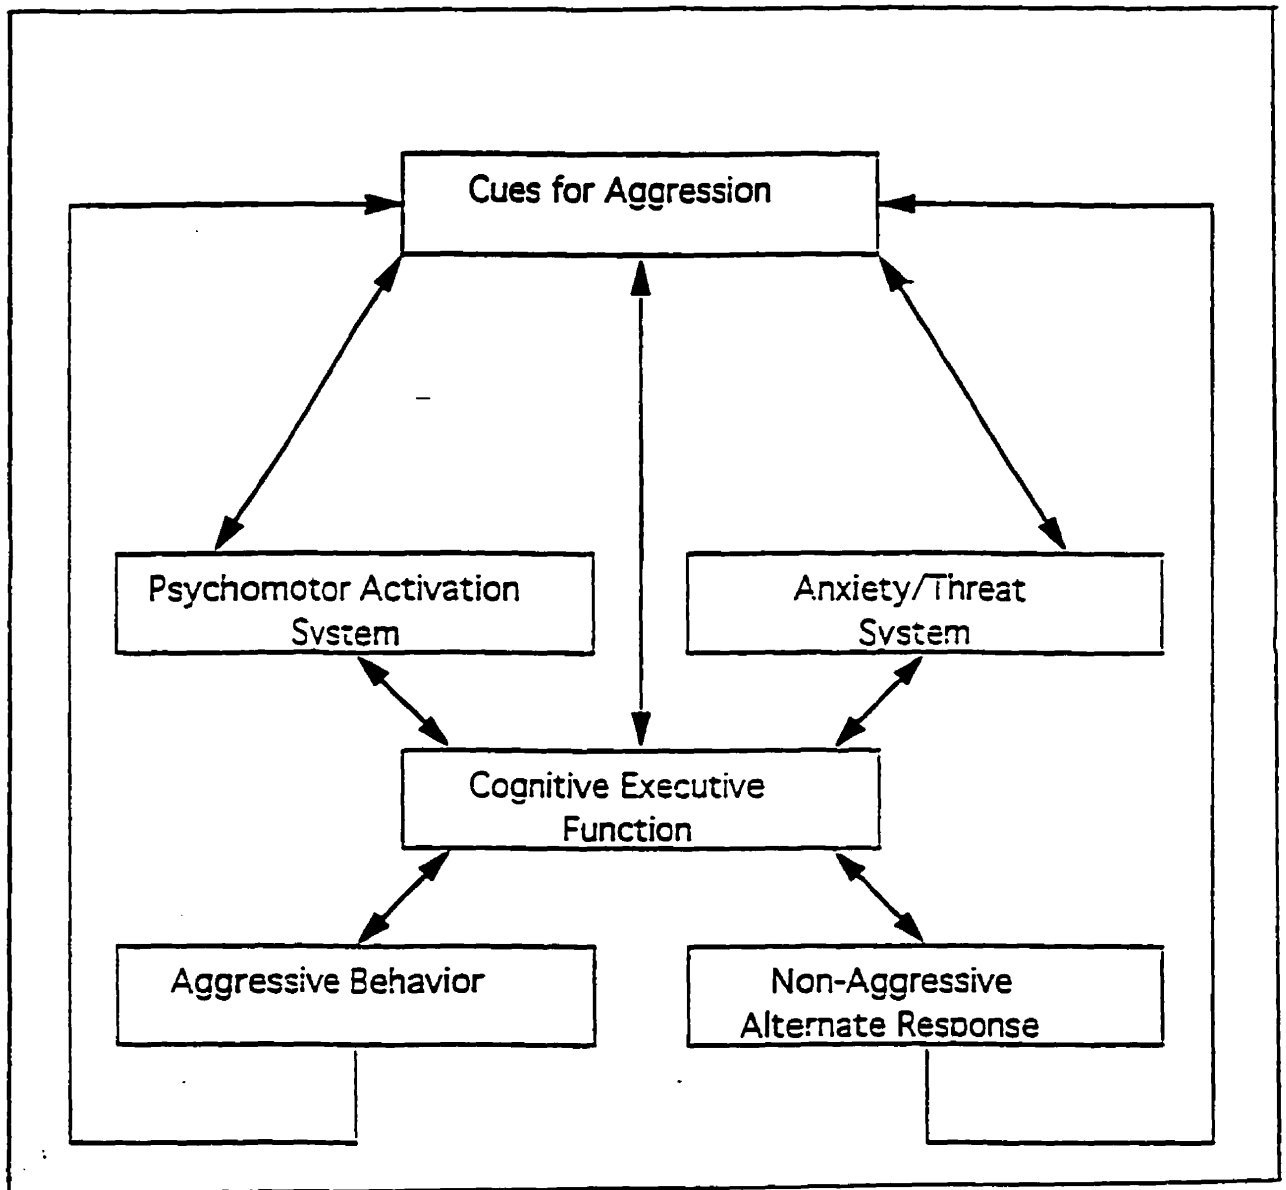 Cues for Aggression
Psychomotor Activation
System
Anxiety/Threat
System
Cognitive Executive
Function
Aggressive Behavior
Non-Aggressive
Alternate Response